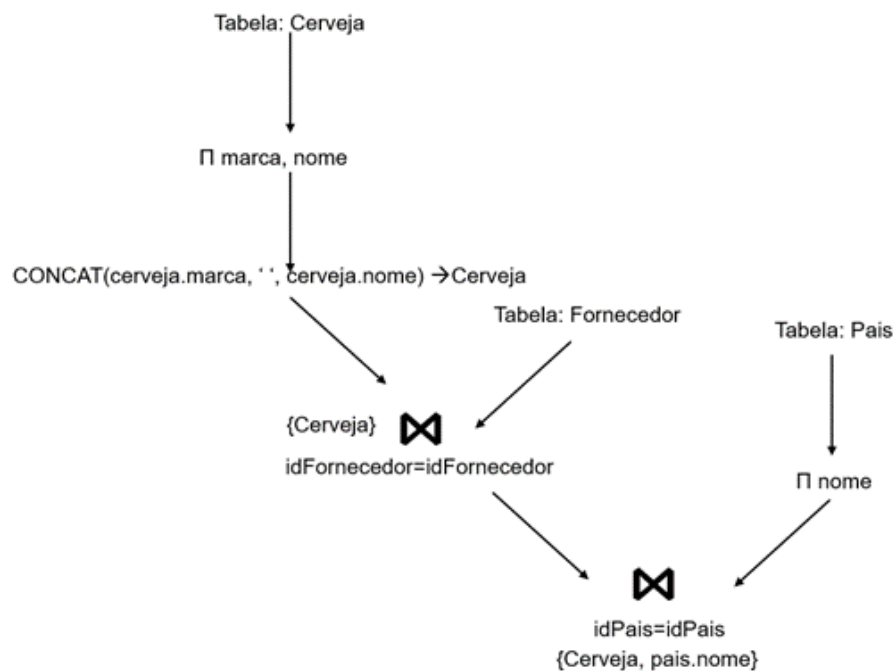 Tabela: Cerveja
Π marca, nome
CONCAT(cerveja.marca, ‘ ‘, cerveja.nome) →Cerveja
Tabela: Fornecedor
Tabela: Pais
{Cerveja} ⋈
idFornecedor=idFornecedor
Π nome
⋈
idPais=idPais
{Cerveja, pais.nome}